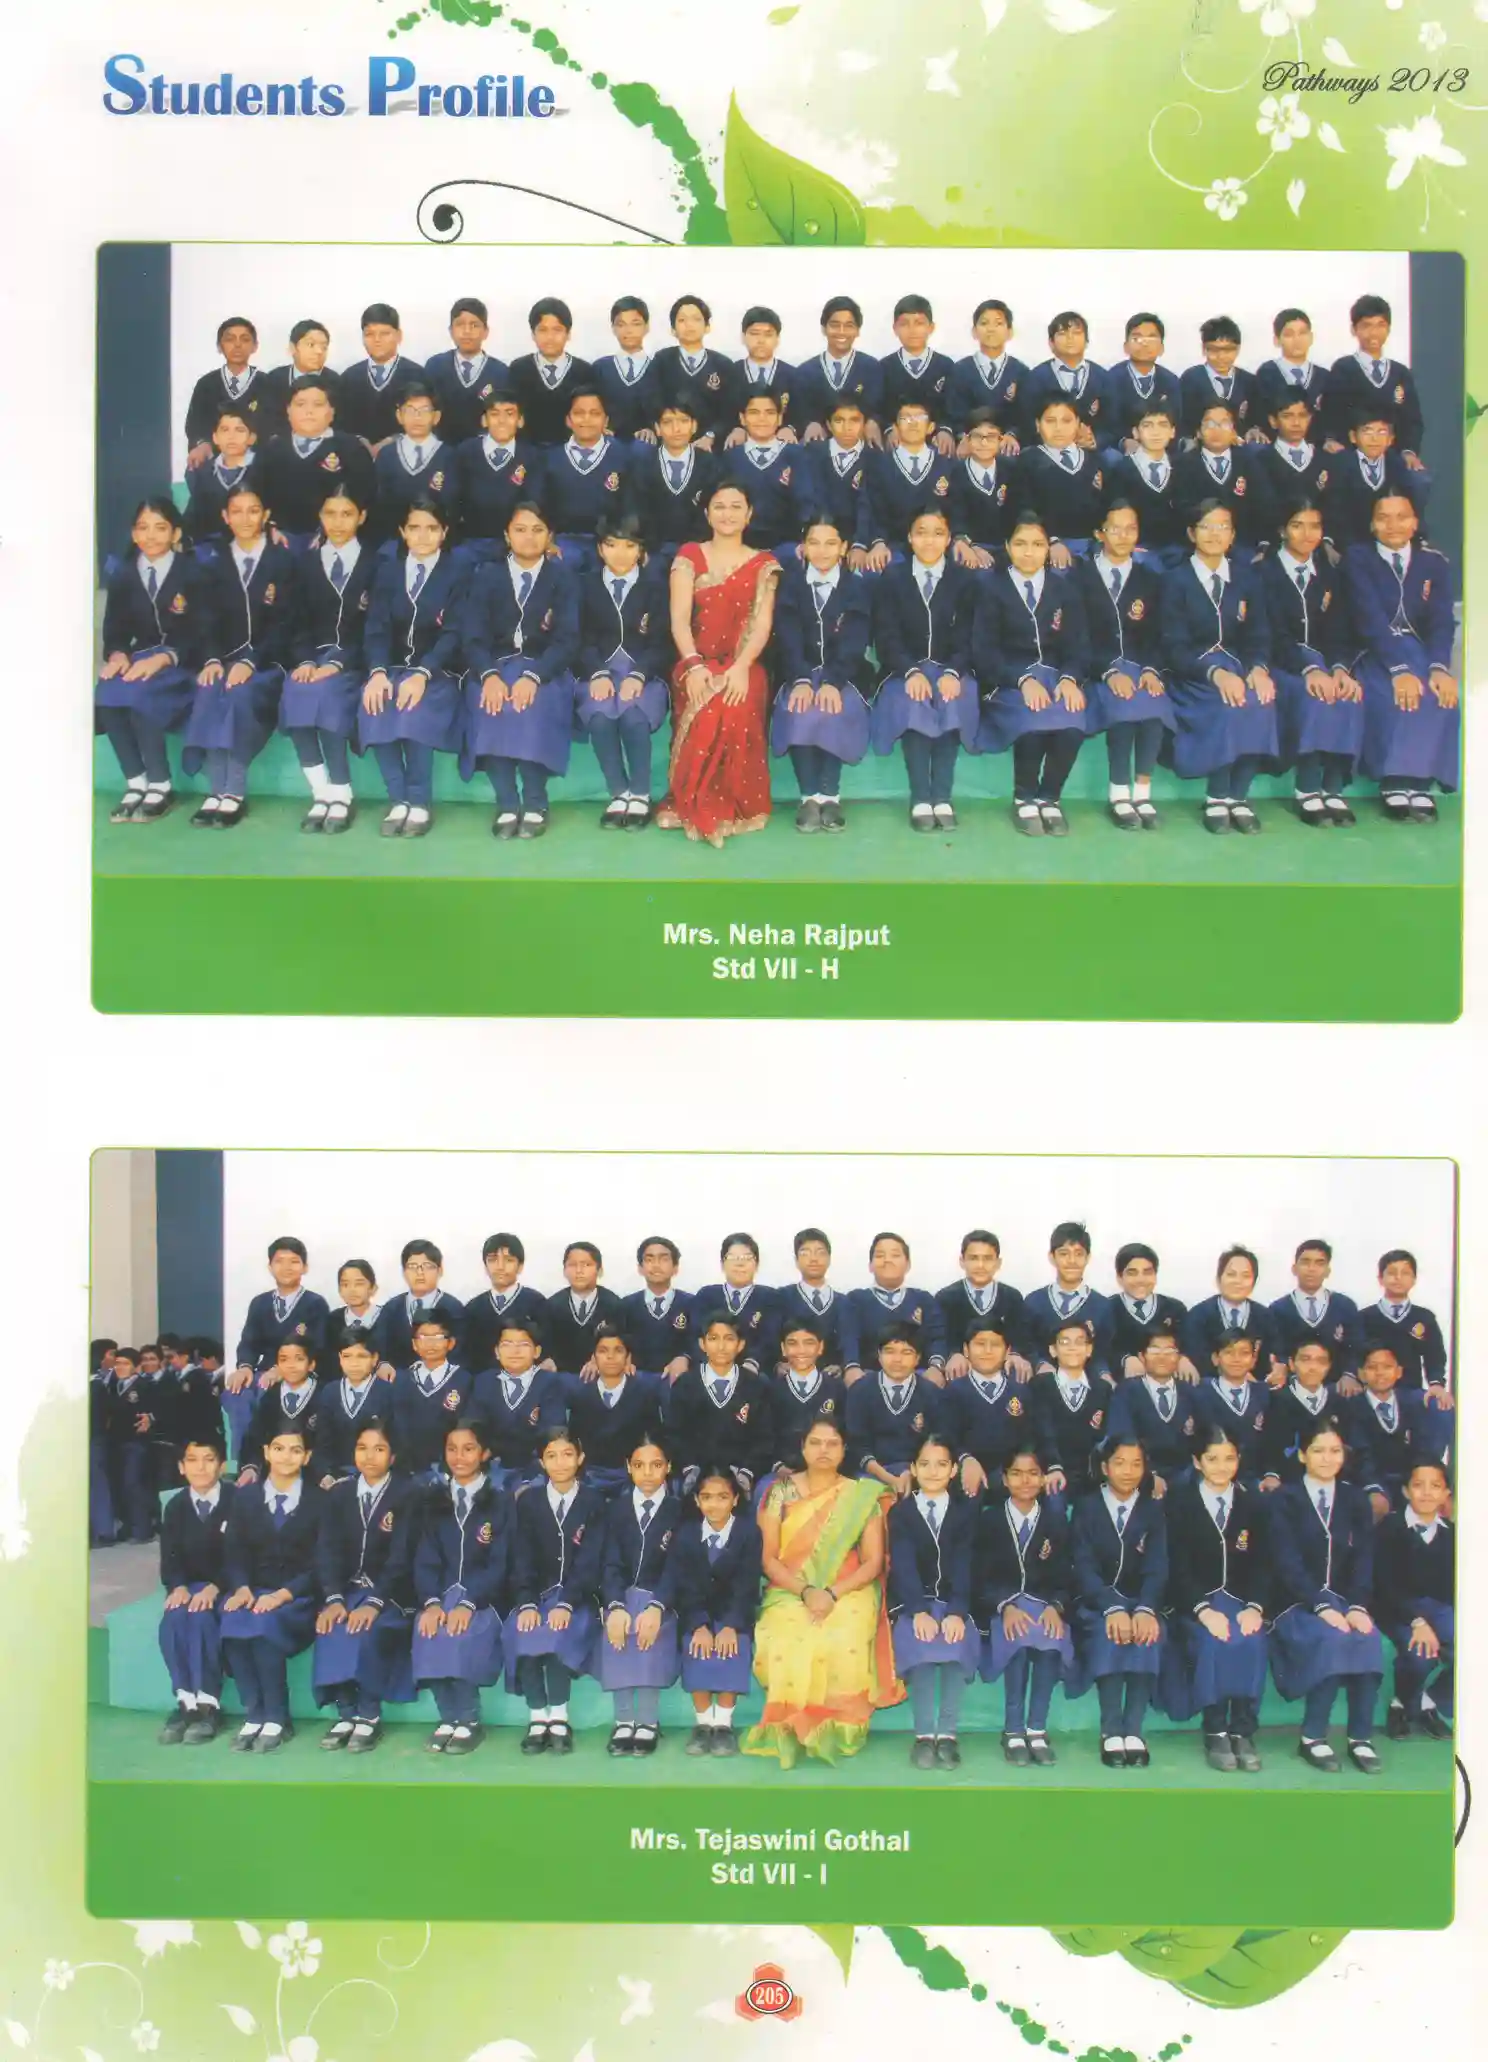 Students Profile
Pathways 2013
Mrs. Neha Rajput
Std VII - H
Mrs. Tejaswini Gothal
Std VII - I
205